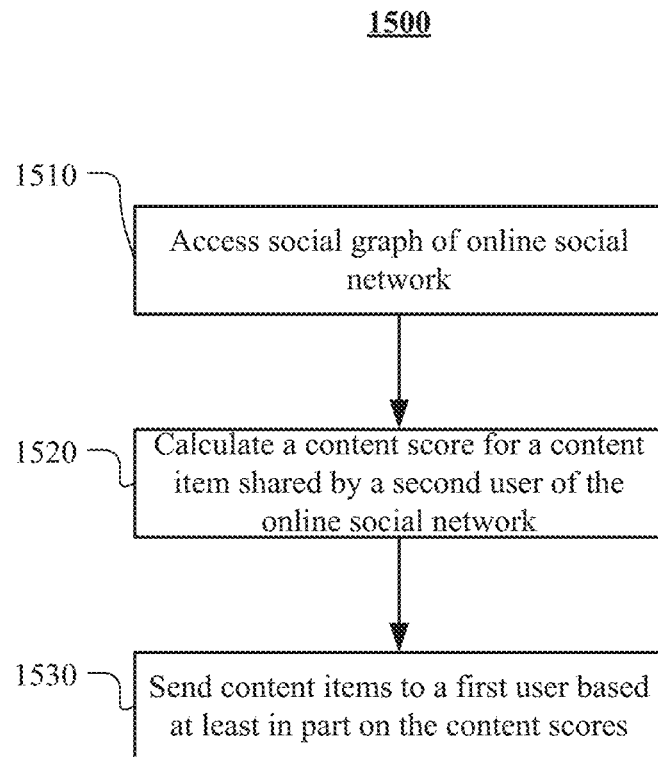 1500
1510
Access social graph of online social
network
1520
Calculate a content score for a content
item shared by a second user of the
online social network
1530
Send content items to a first user based
at least in part on the content scores